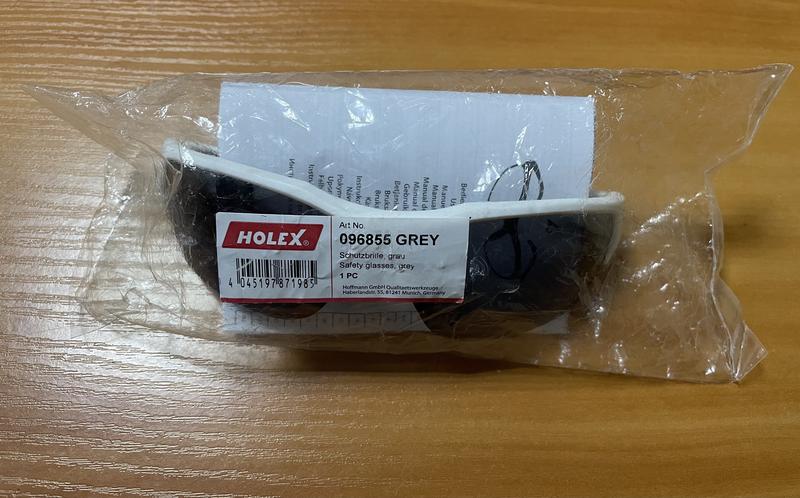 HOLEX®
4 045197 871985
Art No.
096855 GREY
Schutzbrille, grau
Safety glasses, grey
1 PC
Hoffmann GmbH Qualitaetswerkzeuge
Haberlandstr. 55, 81241 Munich, Germany